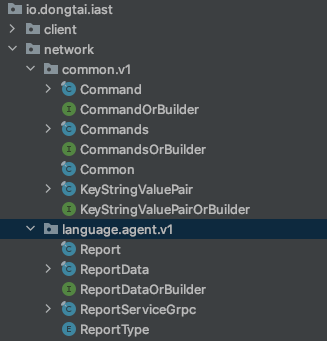 io.dongtai.iast
client
network
common.v1
Command
CommandOrBuilder
Commands
CommandsOrBuilder
Common
KeyStringValuePair
KeyStringValuePairOrBuilder
language.agent.v1
Report
ReportData
ReportDataOrBuilder
ReportServiceGrpc
ReportType